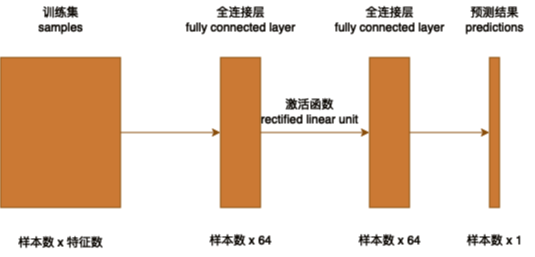 训练集
samples
全连接层
fully connected layer
全连接层
fully connected layer
预测结果
predictions
激活函数
rectified linear unit
样本数 x 特征数
样本数 x 64
样本数 x 64
样本数 x 1